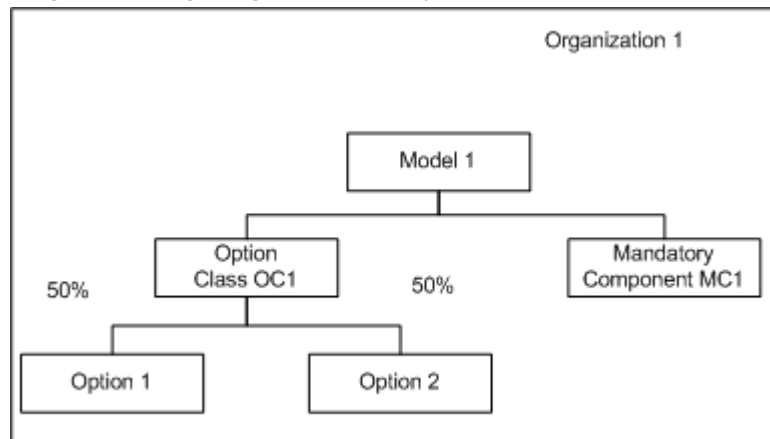 Organization 1
Model 1
Option
Class OC1
Mandatory
Component MC1
50%
50%
Option 1
Option 2